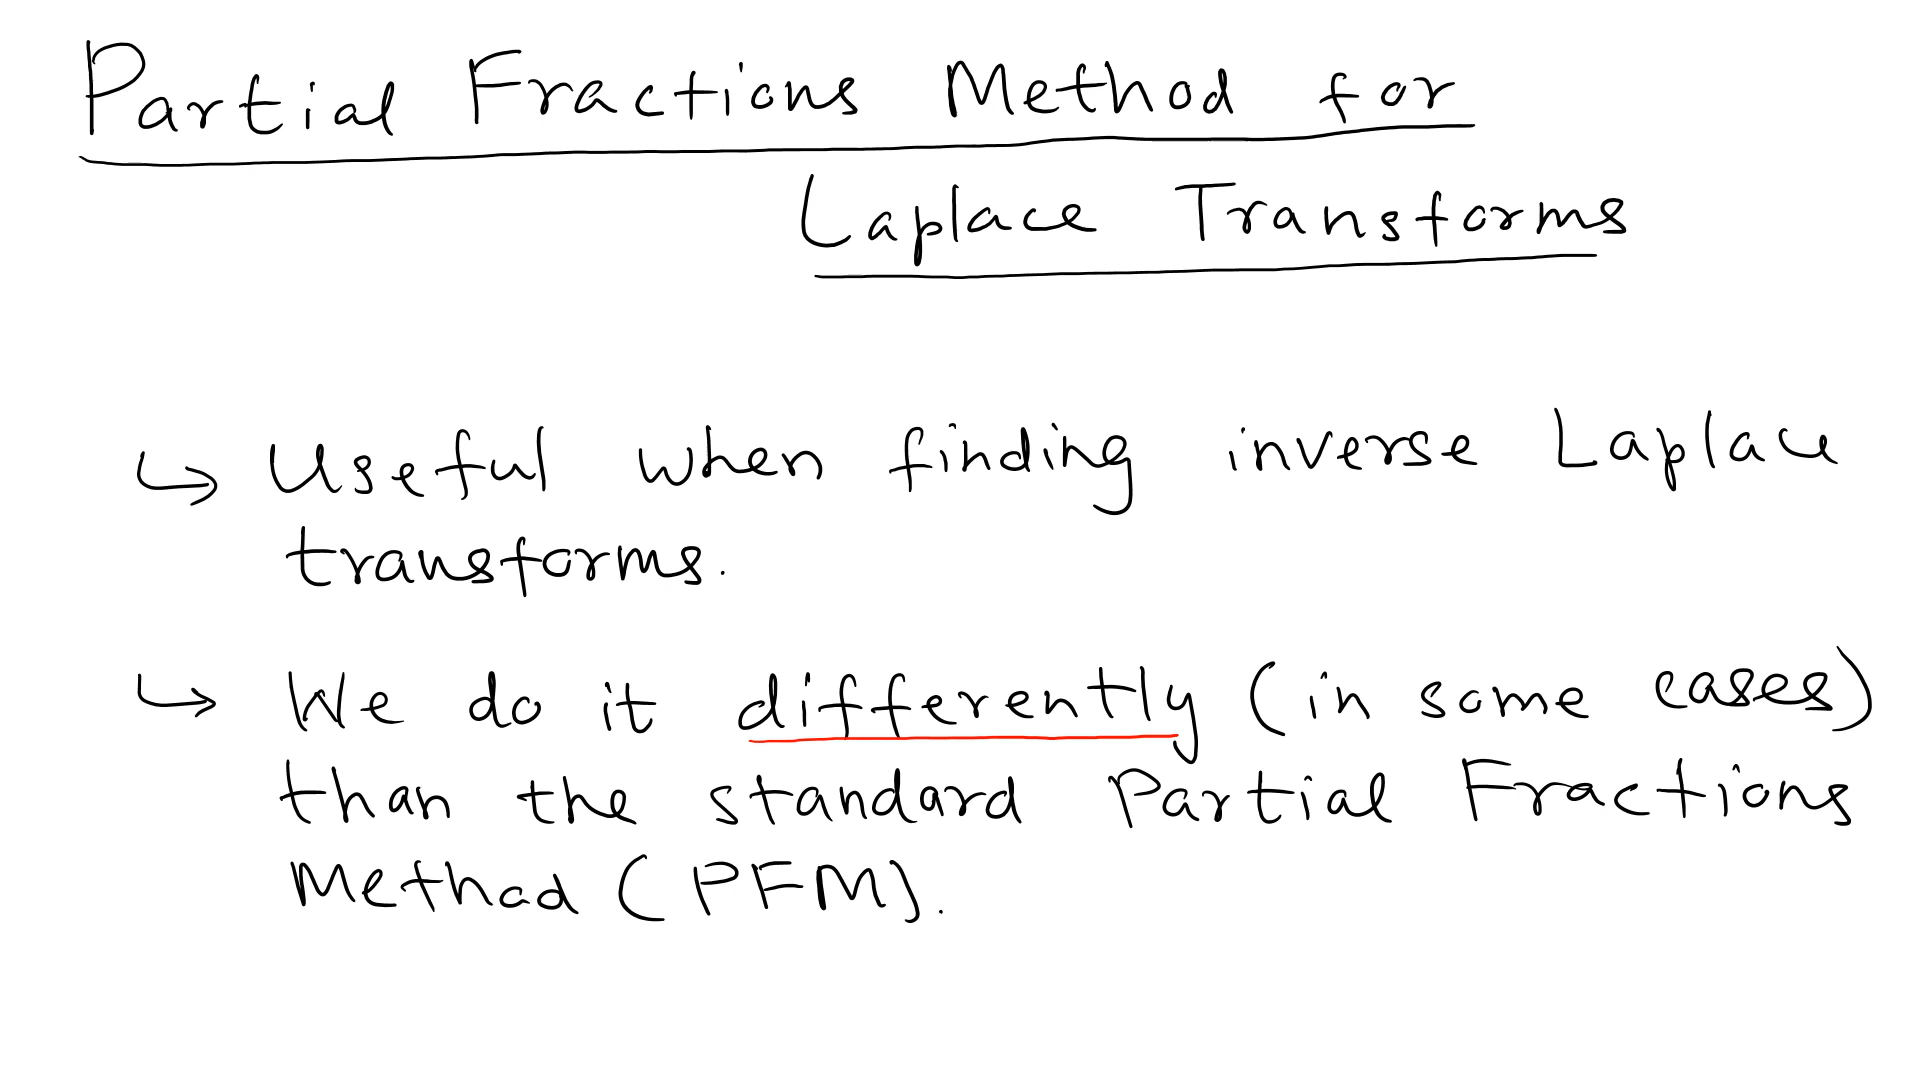 Partial Fractions Method for
Laplace Transforms
↳ Useful when finding inverse Laplace
transforms.
↳ We do it differently (in some cases)
than the standard Partial Fractions
Method (PFM).